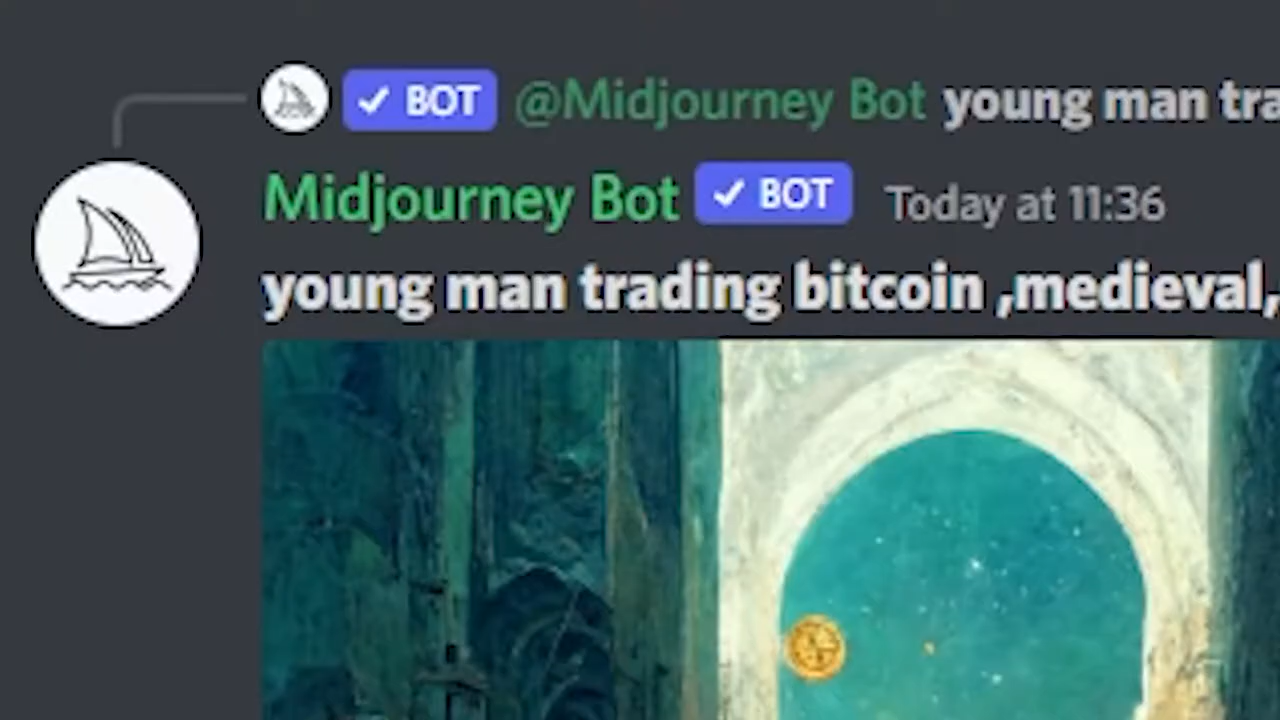 ✓ BOT @Midjourney Bot young man tra
Midjourney Bot ✓ BOT Today at 11:36
young man trading bitcoin ,medieval,